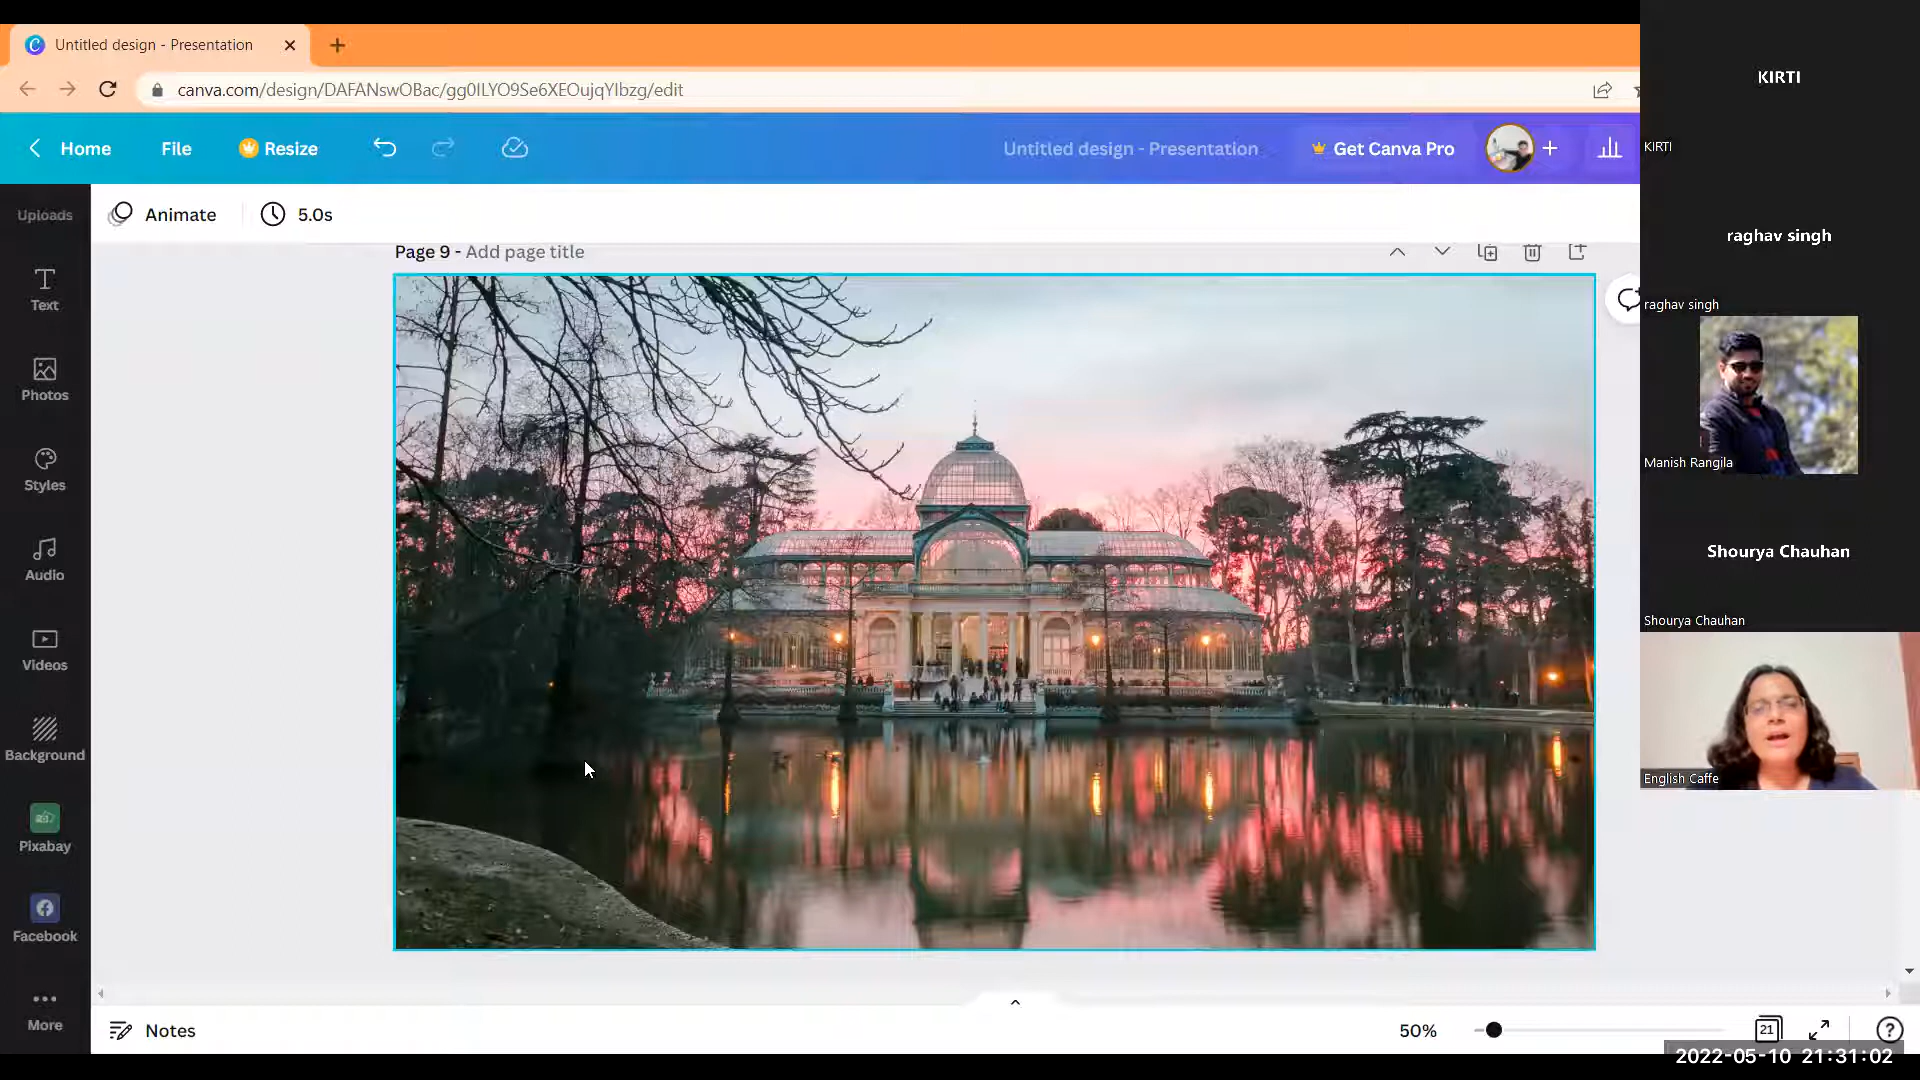 Untitled design - Presentation
canva.com/design/DAFANswOBac/gg0ILYO9Se6XEOujqYIbzg/edit
Home File Resize Untitled design - Presentation Get Canva Pro
Uploads
Text
Photos
Styles
Audio
Videos
Background
Pixabay
Facebook
More
Animate 5.0s
Page 9 - Add page title
Notes 50% 21 ?
KIRTI
KIRTI
raghav singh
raghav singh
Manish Rangila
Shourya Chauhan
Shourya Chauhan
English Caffe
2022-05-10 21:31:02